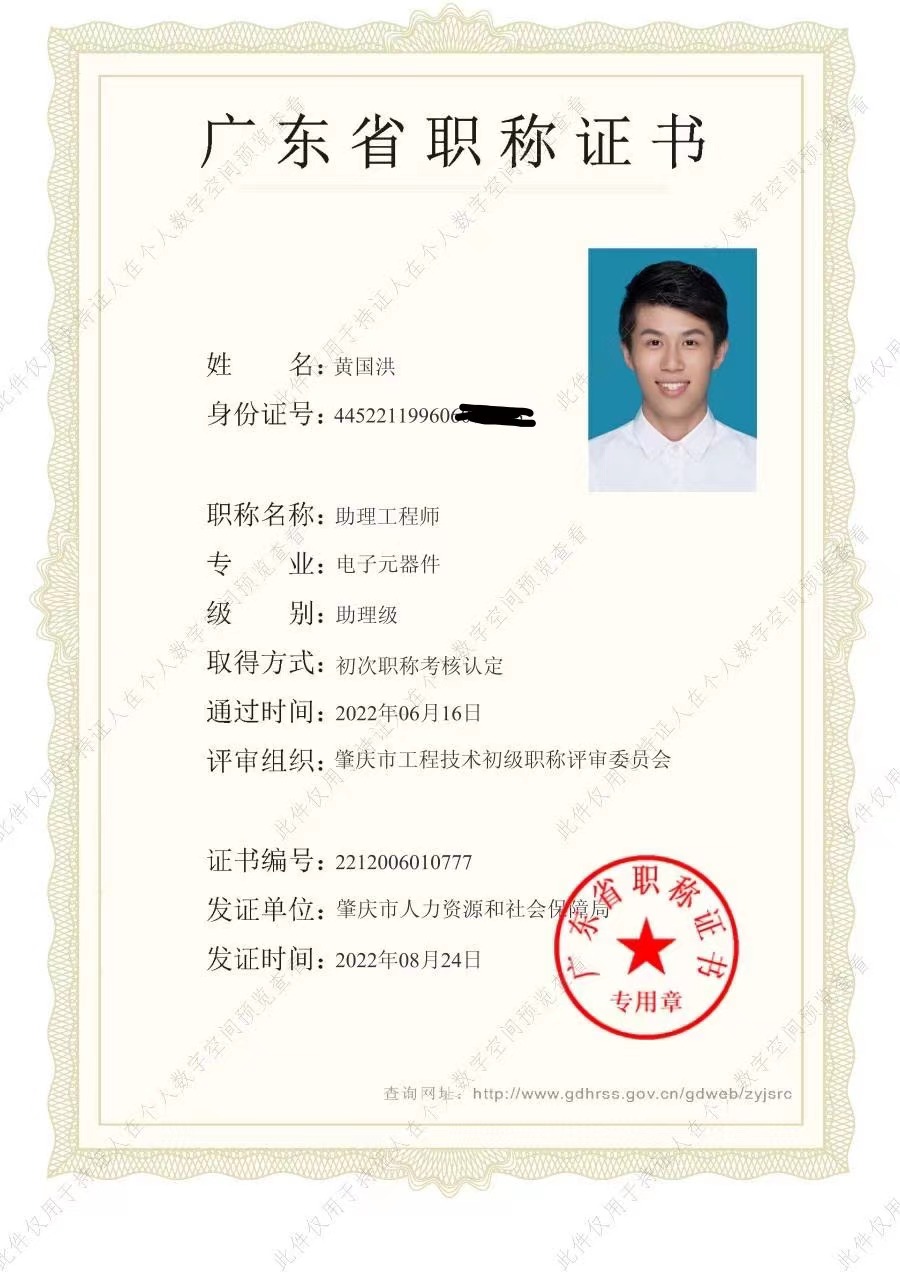 广东省职称证书
姓 名：黄国洪
身份证号：4452211996060
职称名称：助理工程师
专 业：电子元器件
级 别：助理级
取得方式：初次职称考核认定
通过时间：2022年06月16日
评审组织：肇庆市工程技术初级职称评审委员会
证书编号：2212006010777
发证单位：肇庆市人力资源和社会保障局
发证时间：2022年08月24日
广东省职称证书
专用章
查询网址：http://www.gdhrss.gov.cn/gdweb/zyjsrc
此件仅用于持证人在个人数字空间预览查看